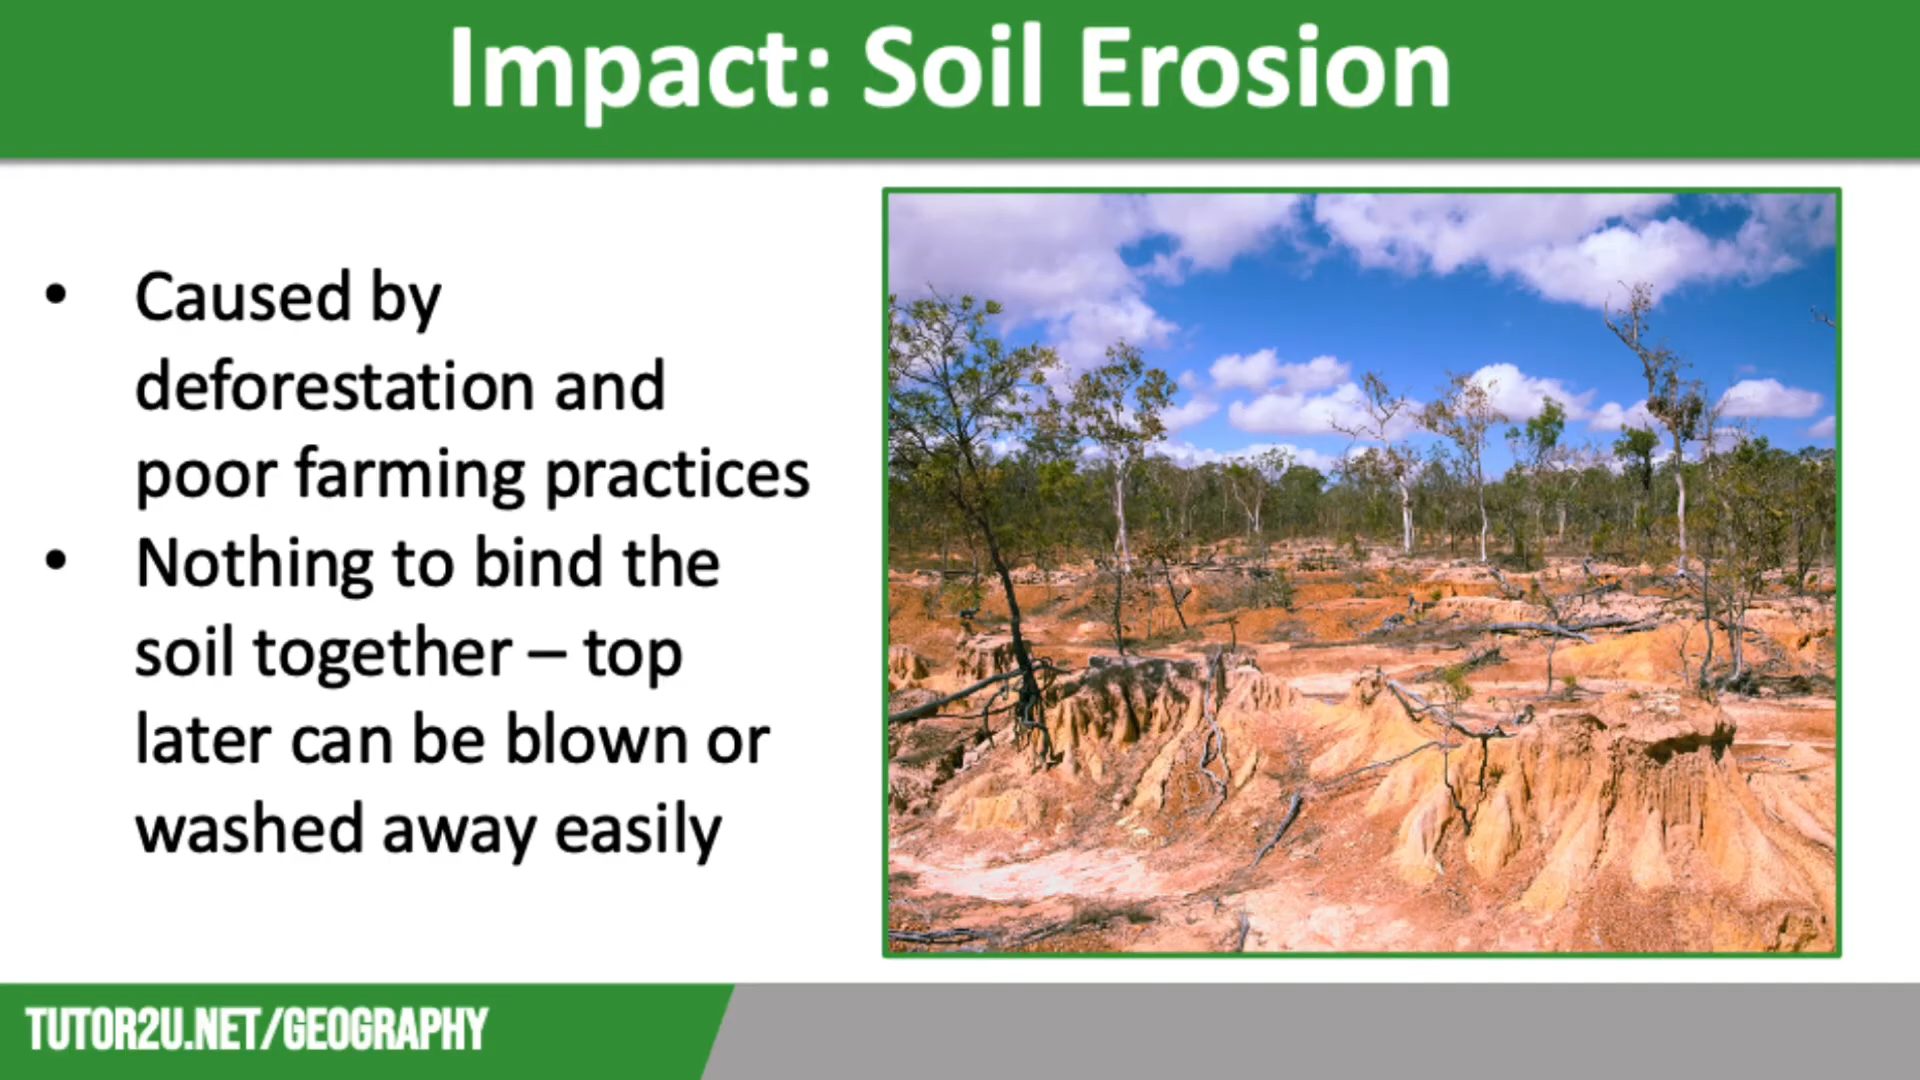 Impact: Soil Erosion
• Caused by
deforestation and
poor farming practices
• Nothing to bind the
soil together – top
later can be blown or
washed away easily
TUTOR2U.NET/GEOGRAPHY